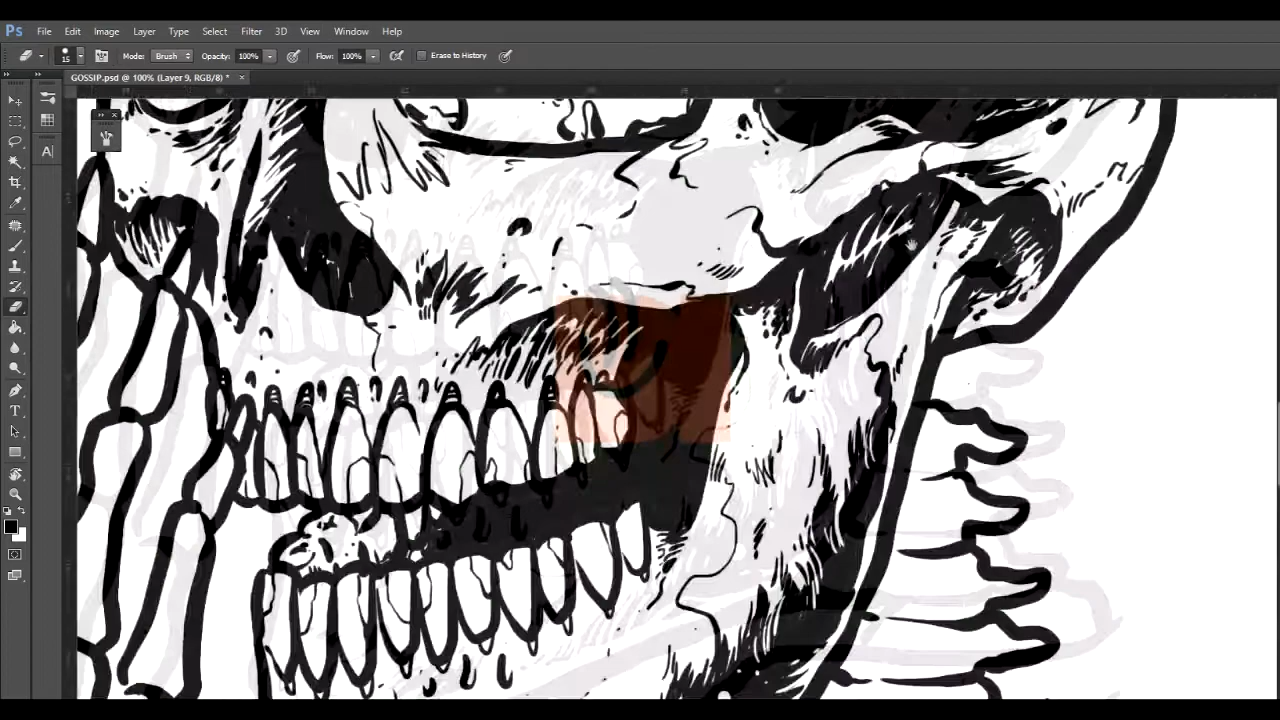 Ps File Edit Image Layer Type Select Filter 3D View Window Help
15 Mode: Brush Opacity: 100% Flow: 100% Erase to History
GOSSIP.psd @ 100% (Layer 9, RGB/8) * ×
A
T